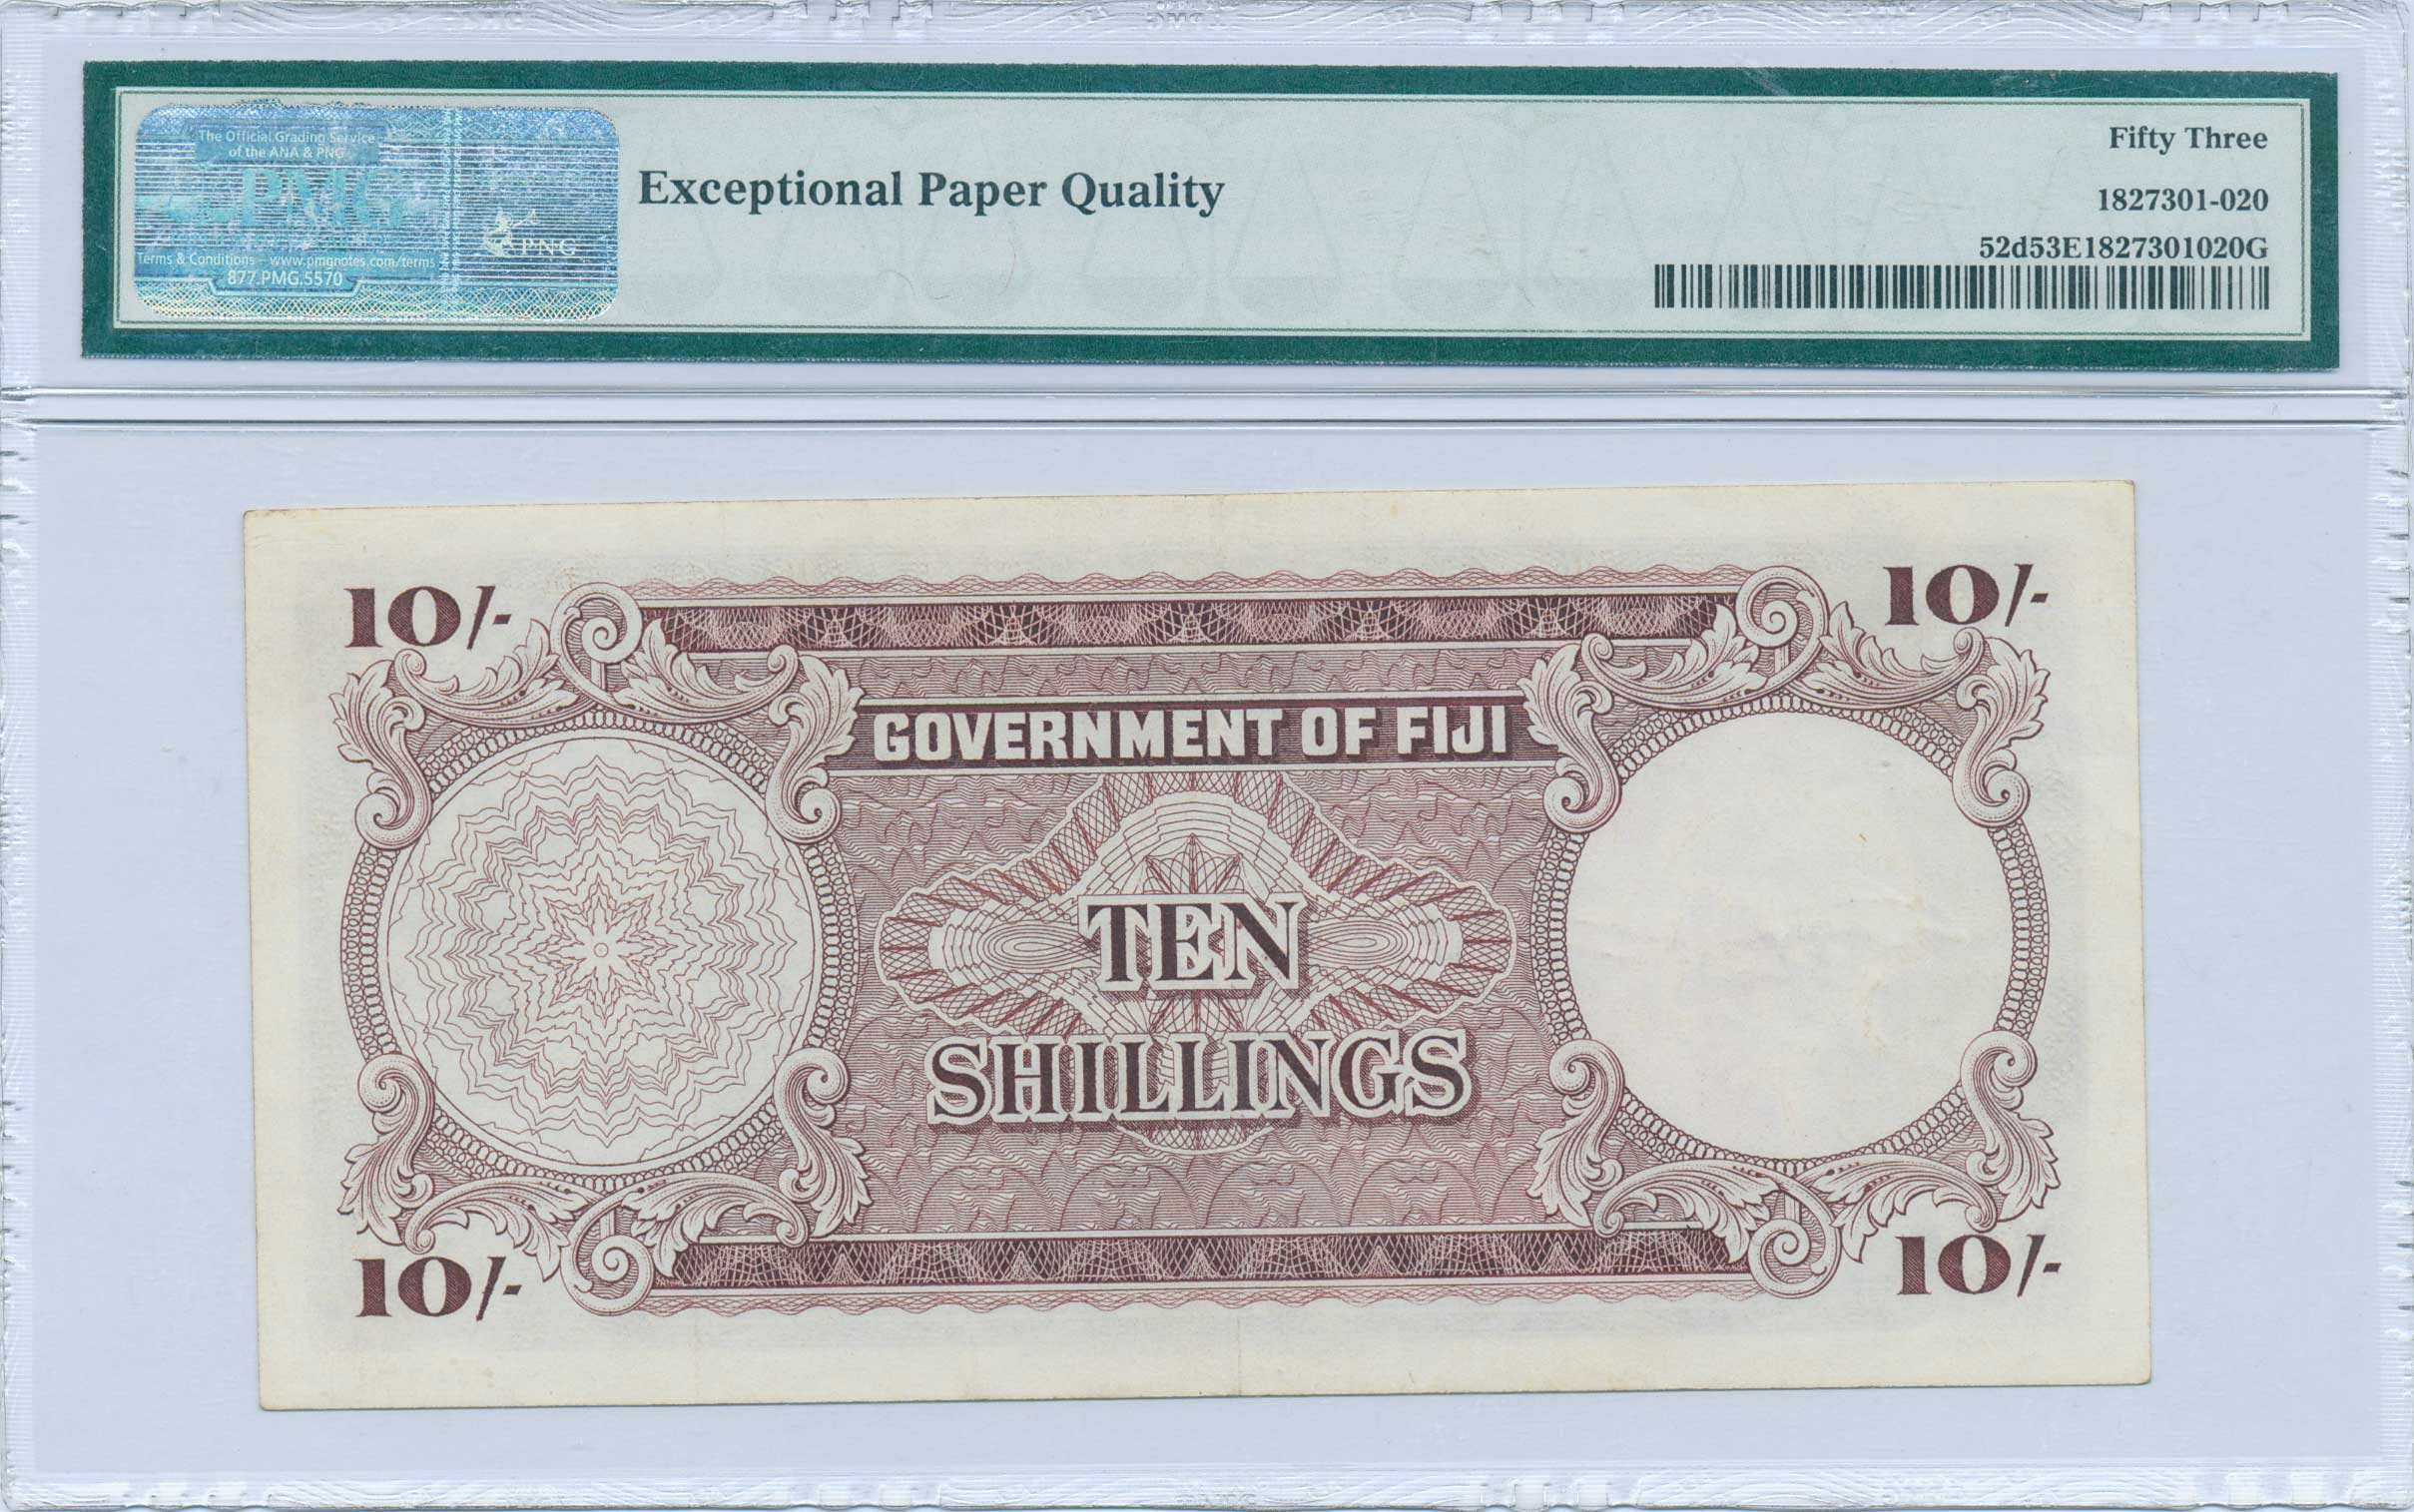 The Official Grading Service
of the ANA & PNG
PMG
PNG
Terms & Conditions – www.pmgnotes.com/terms
877.PMG.5570
Exceptional Paper Quality
Fifty Three
1827301-020
52d53E1827301020G
10/- 10/-
GOVERNMENT OF FIJI
TEN
SHILLINGS
10/- 10/-